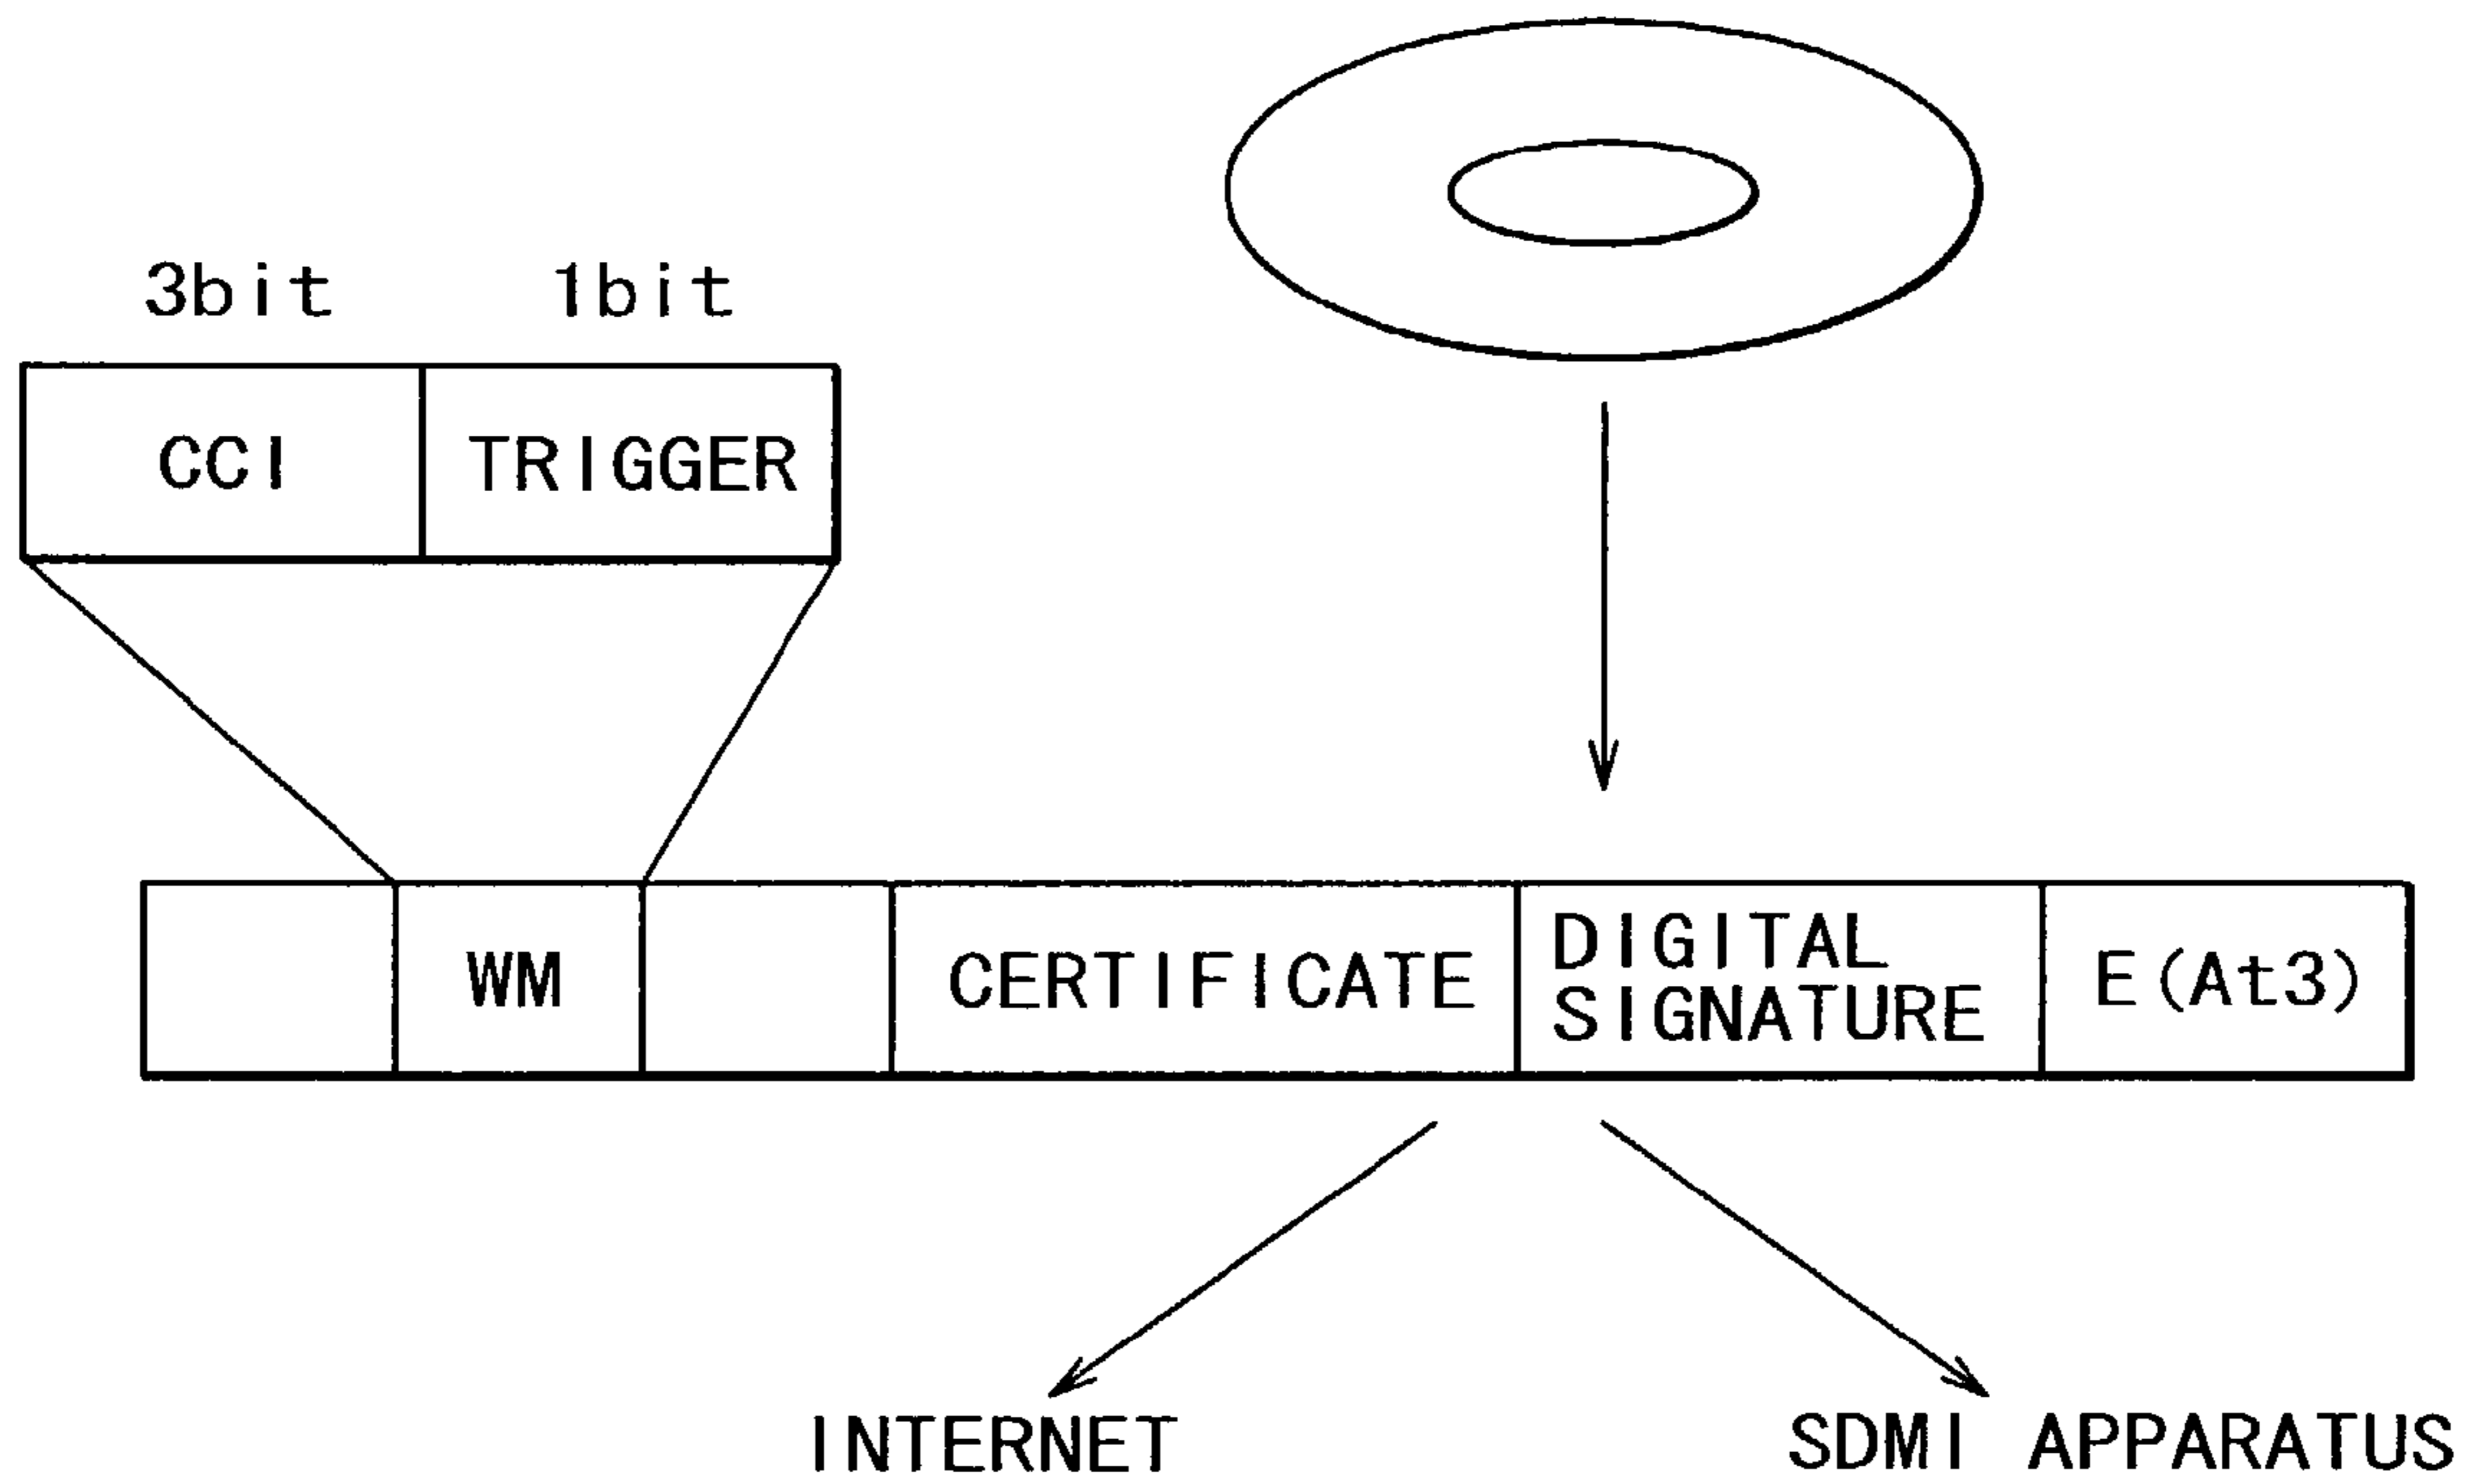 3bit 1bit
CCI TRIGGER
WM CERTIFICATE DIGITAL SIGNATURE E(At3)
INTERNET SDMI APPARATUS